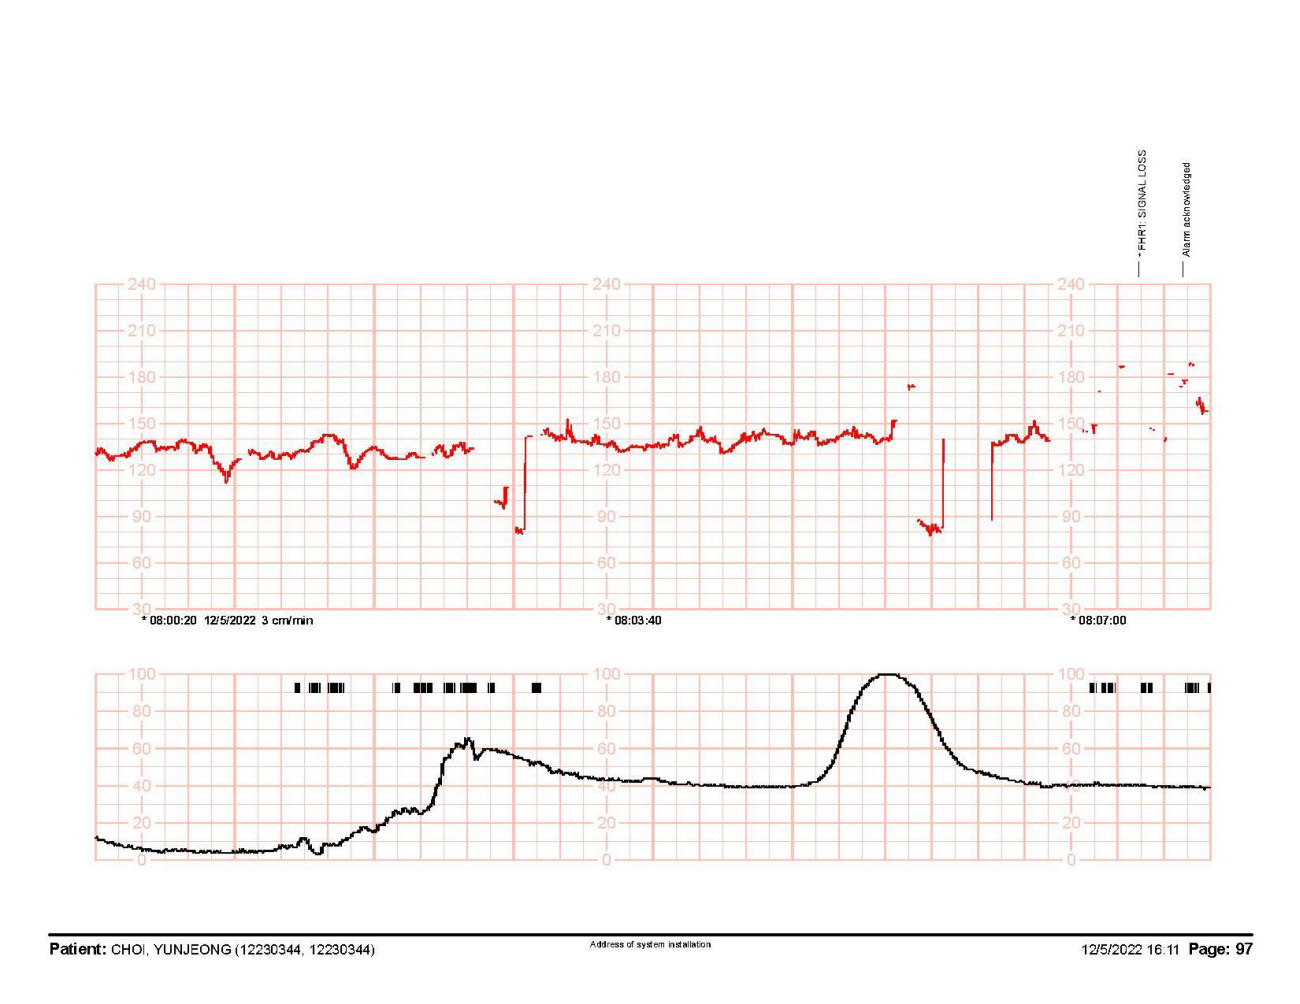 * FHR1: SIGNAL LOSS
Alarm acknowledged
240 240 240
210 210 210
180 180 180
150 150 150
120 120 120
90 90 90
60 60 60
30 30 30
* 08:00:20 12/5/2022 3 cm/min * 08:03:40 * 08:07:00
100 100 100
80 80 80
60 60 60
40 40 40
20 20 20
0 0 0
Patient: CHOI, YUNJEONG (12230344, 12230344) Address of system installation 12/5/2022 16:11 Page: 97